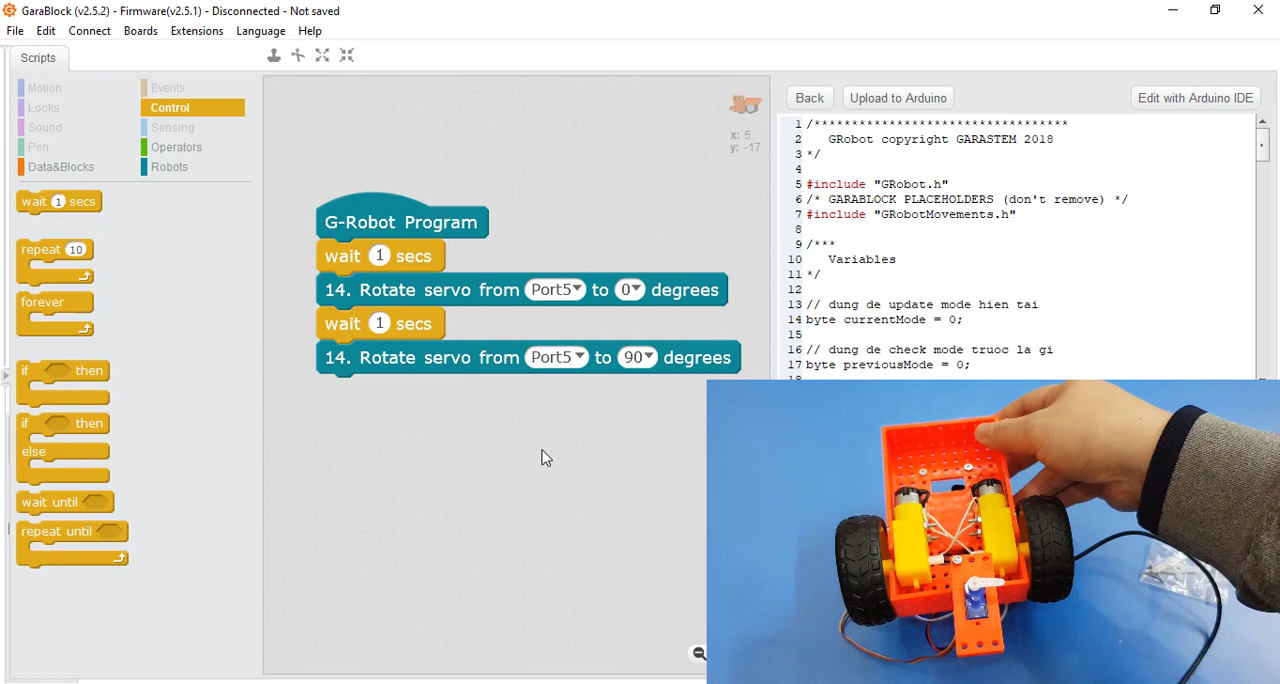 GaraBlock (v2.5.2) - Firmware(v2.5.1) - Disconnected - Not saved
File Edit Connect Boards Extensions Language Help
Scripts
Motion
Looks
Sound
Pen
Data&Blocks
Events
Control
Sensing
Operators
Robots
wait 1 secs
repeat 10
forever
if then
if then
else
wait until
repeat until
x: 5
y: -17
G-Robot Program
wait 1 secs
14. Rotate servo from Port5 to 0 degrees
wait 1 secs
14. Rotate servo from Port5 to 90 degrees
Back Upload to Arduino Edit with Arduino IDE
1 /**********************************
2 GRobot copyright GARASTEM 2018
3 */
4
5 #include "GRobot.h"
6 /* GARABLOCK PLACEHOLDERS (don't remove) */
7 #include "GRobotMovements.h"
8
9 /***
10 Variables
11 */
12
13 // dung de update mode hien tai
14 byte currentMode = 0;
15
16 // dung de check mode truoc la gi
17 byte previousMode = 0;